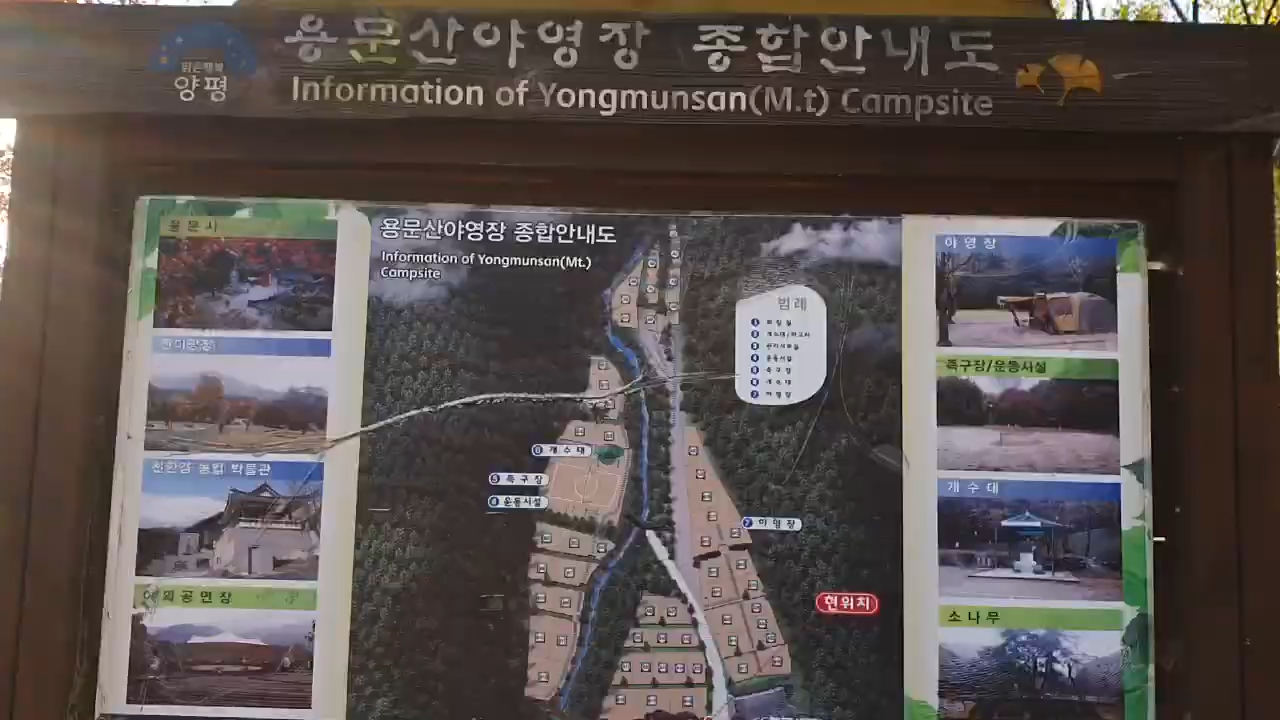 맑은행복
양평
용문산야영장 종합안내도
Information of Yongmunsan(M.t) Campsite
용문사
용문산야영장 종합안내도
Information of Yongmunsan(Mt.)
Campsite
친환경 농업 박물관
야외공연장
범례
개수대
족구장
운동시설
야영장
현위치
야영장
족구장/운동시설
개수대
소나무